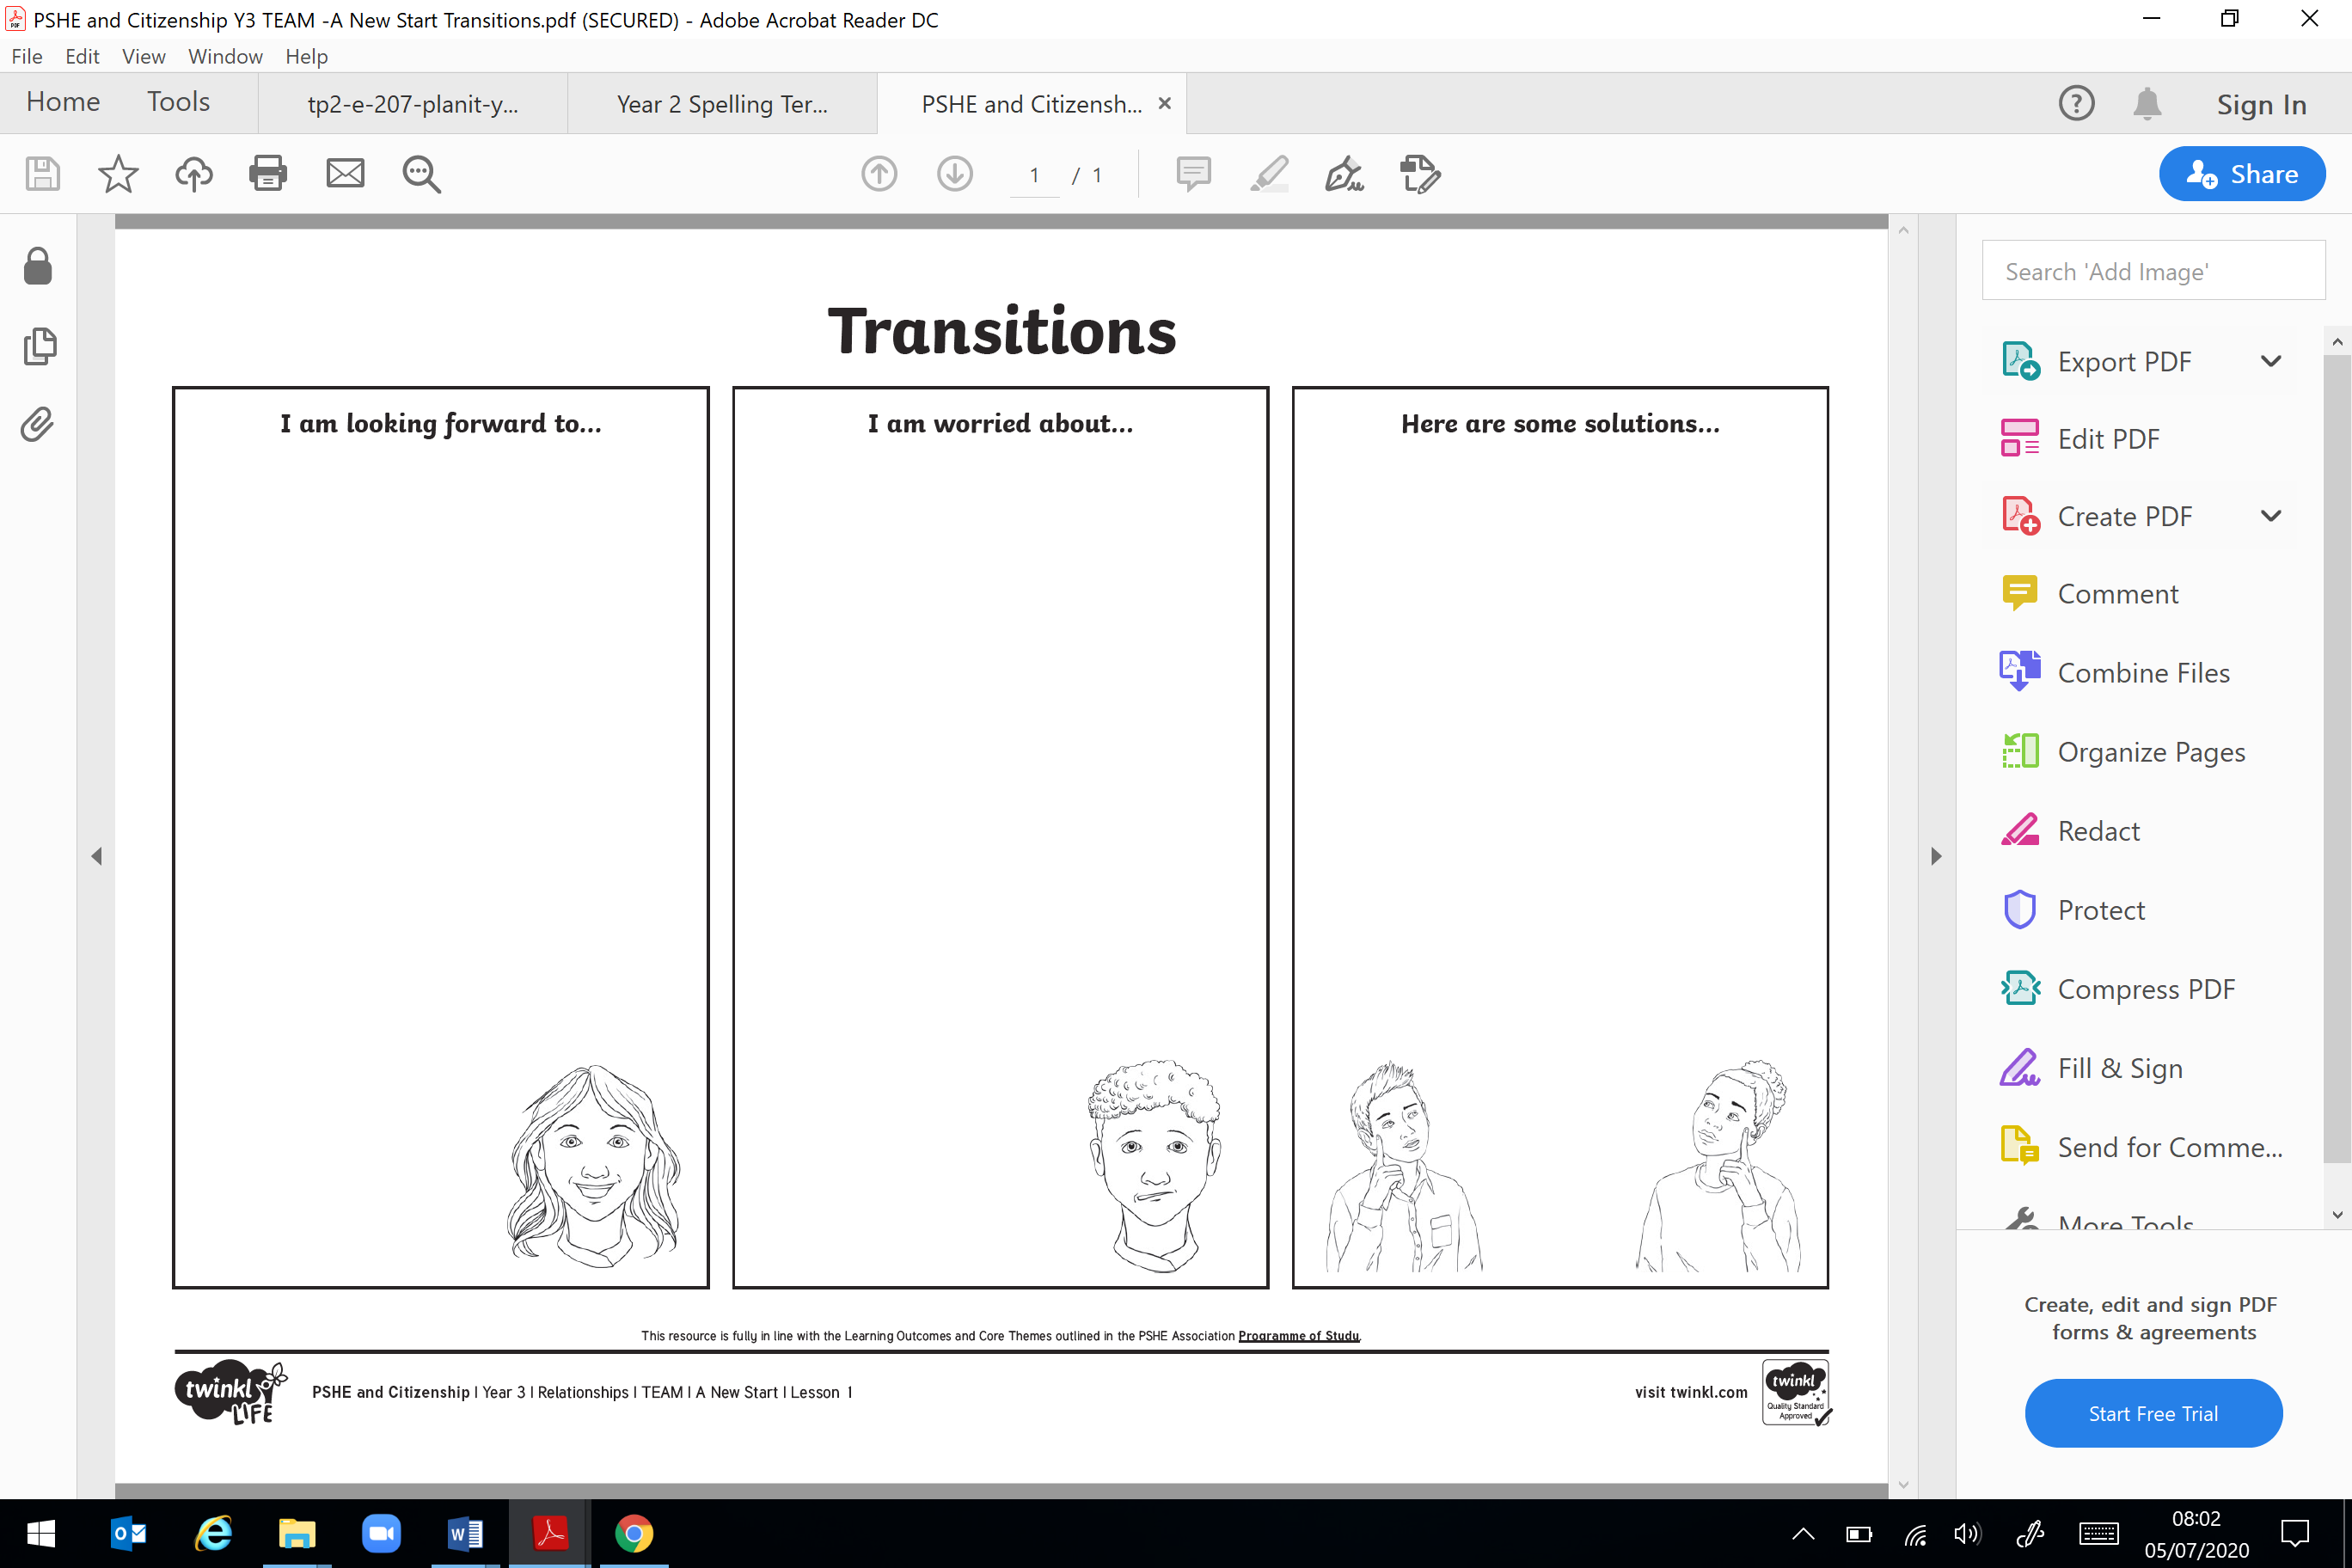 PSHE and Citizenship Y3 TEAM -A New Start Transitions.pdf (SECURED) - Adobe Acrobat Reader DC
File Edit View Window Help
Home Tools tp2-e-207-planit-y... Year 2 Spelling Ter... PSHE and Citizensh... Sign In
1 / 1 Share
Search 'Add Image'
Transitions
I am looking forward to... I am worried about... Here are some solutions...
Export PDF
Edit PDF
Create PDF
Comment
Combine Files
Organize Pages
Redact
Protect
Compress PDF
Fill & Sign
Send for Comme...
More Tools
Create, edit and sign PDF
forms & agreements
Start Free Trial
This resource is fully in line with the Learning Outcomes and Core Themes outlined in the PSHE Association Programme of Study.
twinkl
LIFE
PSHE and Citizenship | Year 3 | Relationships | TEAM | A New Start | Lesson 1
visit twinkl.com
twinkl
Quality Standard
Approved
08:02
05/07/2020